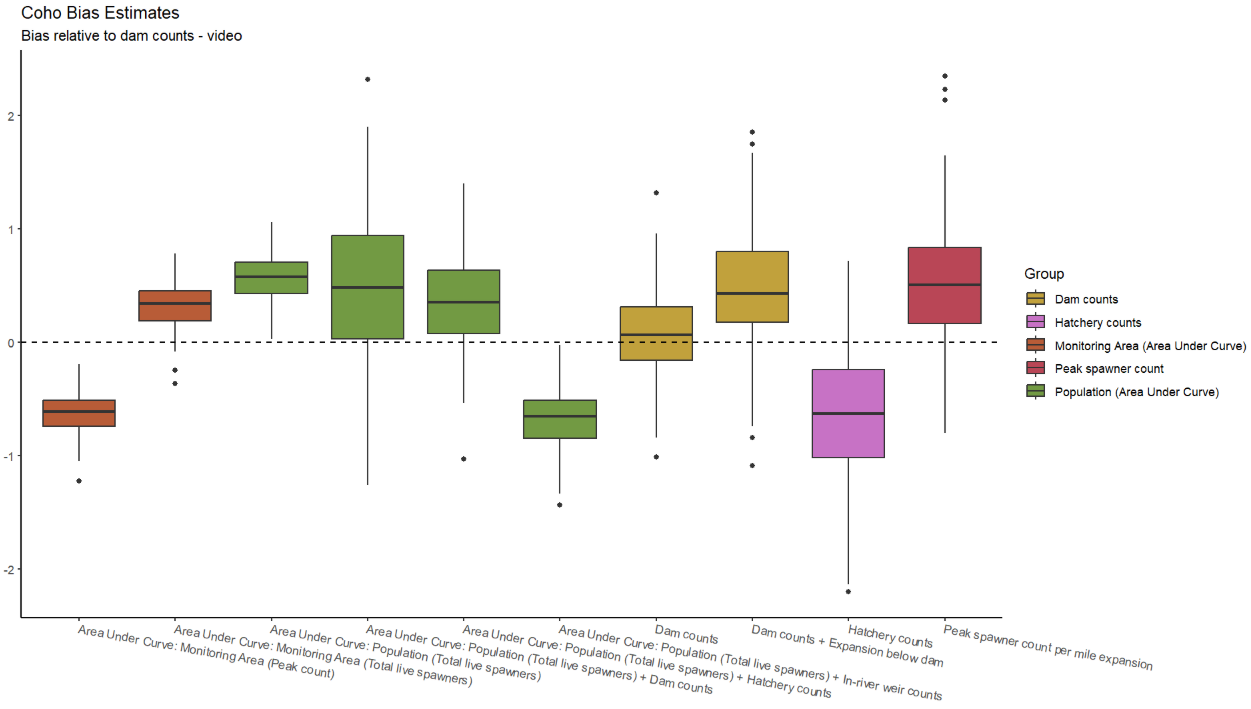 Coho Bias Estimates
Bias relative to dam counts - video
2
1
0
-1
-2
Area Under Curve: Monitoring Area (Peak count)
Area Under Curve: Monitoring Area (Total live spawners)
Area Under Curve: Population (Total live spawners)
Area Under Curve: Population (Total live spawners) + Dam counts
Area Under Curve: Population (Total live spawners) + Hatchery counts
Area Under Curve: Population (Total live spawners) + In-river weir counts
Dam counts
Dam counts + Expansion below dam
Hatchery counts
Peak spawner count per mile expansion
Group
Dam counts
Hatchery counts
Monitoring Area (Area Under Curve)
Peak spawner count
Population (Area Under Curve)